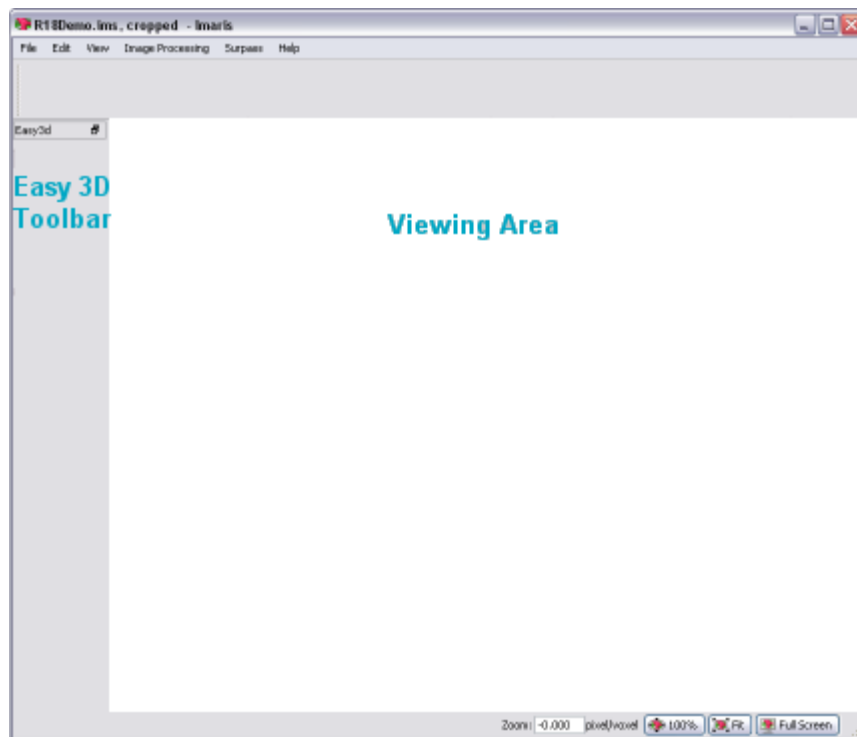 R18Demo.ims, cropped - Imaris
File Edit View Image Processing Surpass Help
Easy3d
Easy 3D
Toolbar
Viewing Area
Zoom: -0.000 pixel/voxel 100% Fit Full Screen